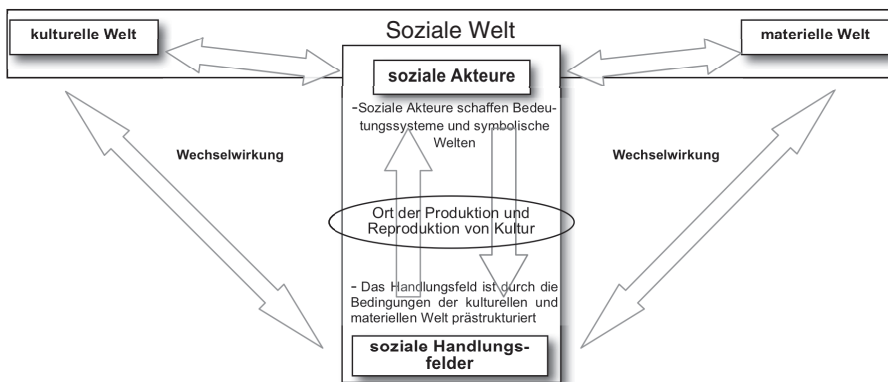 kulturelle Welt
Soziale Welt
materielle Welt
soziale Akteure
-Soziale Akteure schaffen Bedeu-
tungssysteme und symbolische
Welten
Wechselwirkung
Wechselwirkung
Ort der Produktion und
Reproduktion von Kultur
- Das Handlungsfeld ist durch die
Bedingungen der kulturellen und
materiellen Welt prästrukturiert
soziale Handlungs-
felder